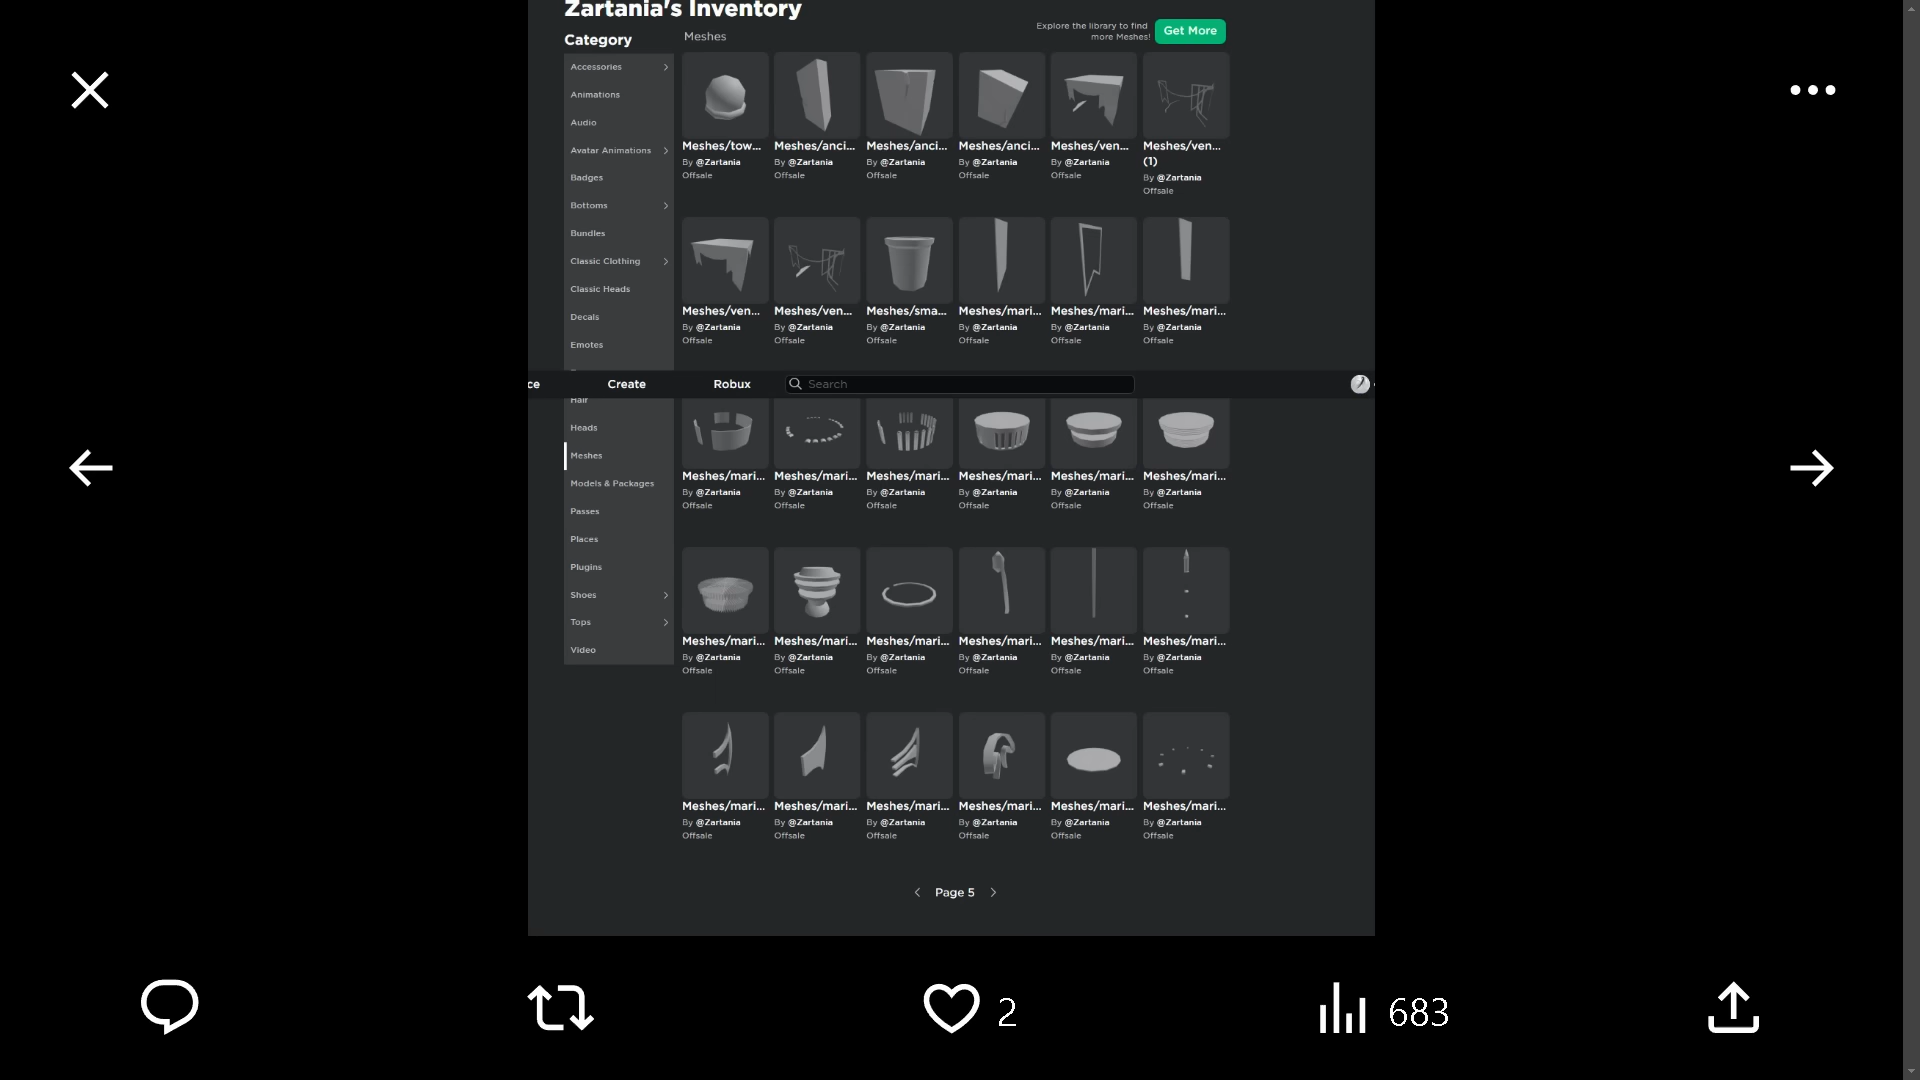 Zartania's Inventory
Category
Meshes
Explore the library to find
more Meshes!
Get More
Accessories
Animations
Audio
Avatar Animations
Badges
Bottoms
Bundles
Classic Clothing
Classic Heads
Decals
Emotes
Meshes/tow... Meshes/anci... Meshes/anci... Meshes/anci... Meshes/ven... Meshes/ven...
(1)
By @Zartania By @Zartania By @Zartania By @Zartania By @Zartania By @Zartania
Offsale Offsale Offsale Offsale Offsale Offsale
Meshes/ven... Meshes/ven... Meshes/sma... Meshes/mari... Meshes/mari... Meshes/mari...
By @Zartania By @Zartania By @Zartania By @Zartania By @Zartania By @Zartania
Offsale Offsale Offsale Offsale Offsale Offsale
ce Create Robux Search
Hair
Heads
Meshes
Models & Packages
Passes
Places
Plugins
Shoes
Tops
Video
Meshes/mari... Meshes/mari... Meshes/mari... Meshes/mari... Meshes/mari... Meshes/mari...
By @Zartania By @Zartania By @Zartania By @Zartania By @Zartania By @Zartania
Offsale Offsale Offsale Offsale Offsale Offsale
Meshes/mari... Meshes/mari... Meshes/mari... Meshes/mari... Meshes/mari... Meshes/mari...
By @Zartania By @Zartania By @Zartania By @Zartania By @Zartania By @Zartania
Offsale Offsale Offsale Offsale Offsale Offsale
Meshes/mari... Meshes/mari... Meshes/mari... Meshes/mari... Meshes/mari... Meshes/mari...
By @Zartania By @Zartania By @Zartania By @Zartania By @Zartania By @Zartania
Offsale Offsale Offsale Offsale Offsale Offsale
Page 5
2
683